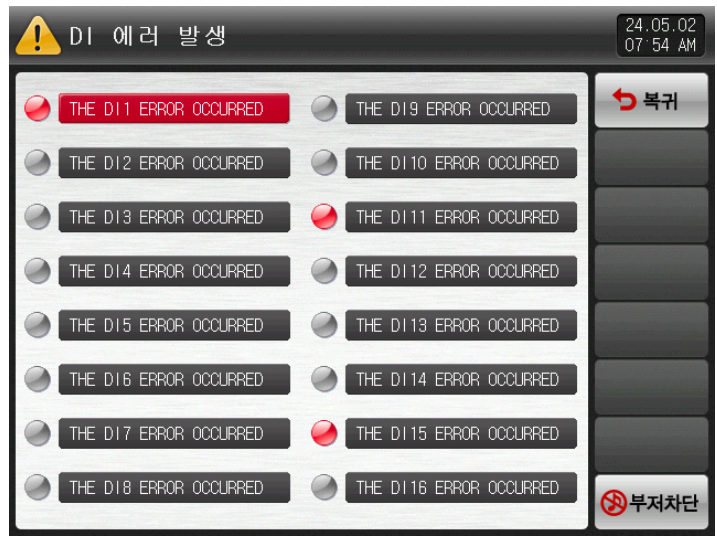 DI 에러 발생
24.05.02
07:54 AM
THE DI1 ERROR OCCURRED
THE DI2 ERROR OCCURRED
THE DI3 ERROR OCCURRED
THE DI4 ERROR OCCURRED
THE DI5 ERROR OCCURRED
THE DI6 ERROR OCCURRED
THE DI7 ERROR OCCURRED
THE DI8 ERROR OCCURRED
THE DI9 ERROR OCCURRED
THE DI10 ERROR OCCURRED
THE DI11 ERROR OCCURRED
THE DI12 ERROR OCCURRED
THE DI13 ERROR OCCURRED
THE DI14 ERROR OCCURRED
THE DI15 ERROR OCCURRED
THE DI16 ERROR OCCURRED
복귀
부저차단